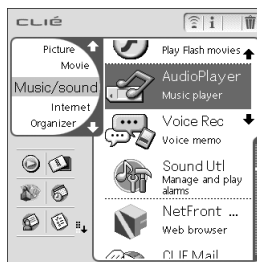 CLIÉ
i
Picture
Movie
Music/sound
Internet
Organizer
Play Flash movies
AudioPlayer
Music player
Voice Rec
Voice memo
Sound Utl
Manage and play
alarms
NetFront ...
Web browser
CLIE Mail